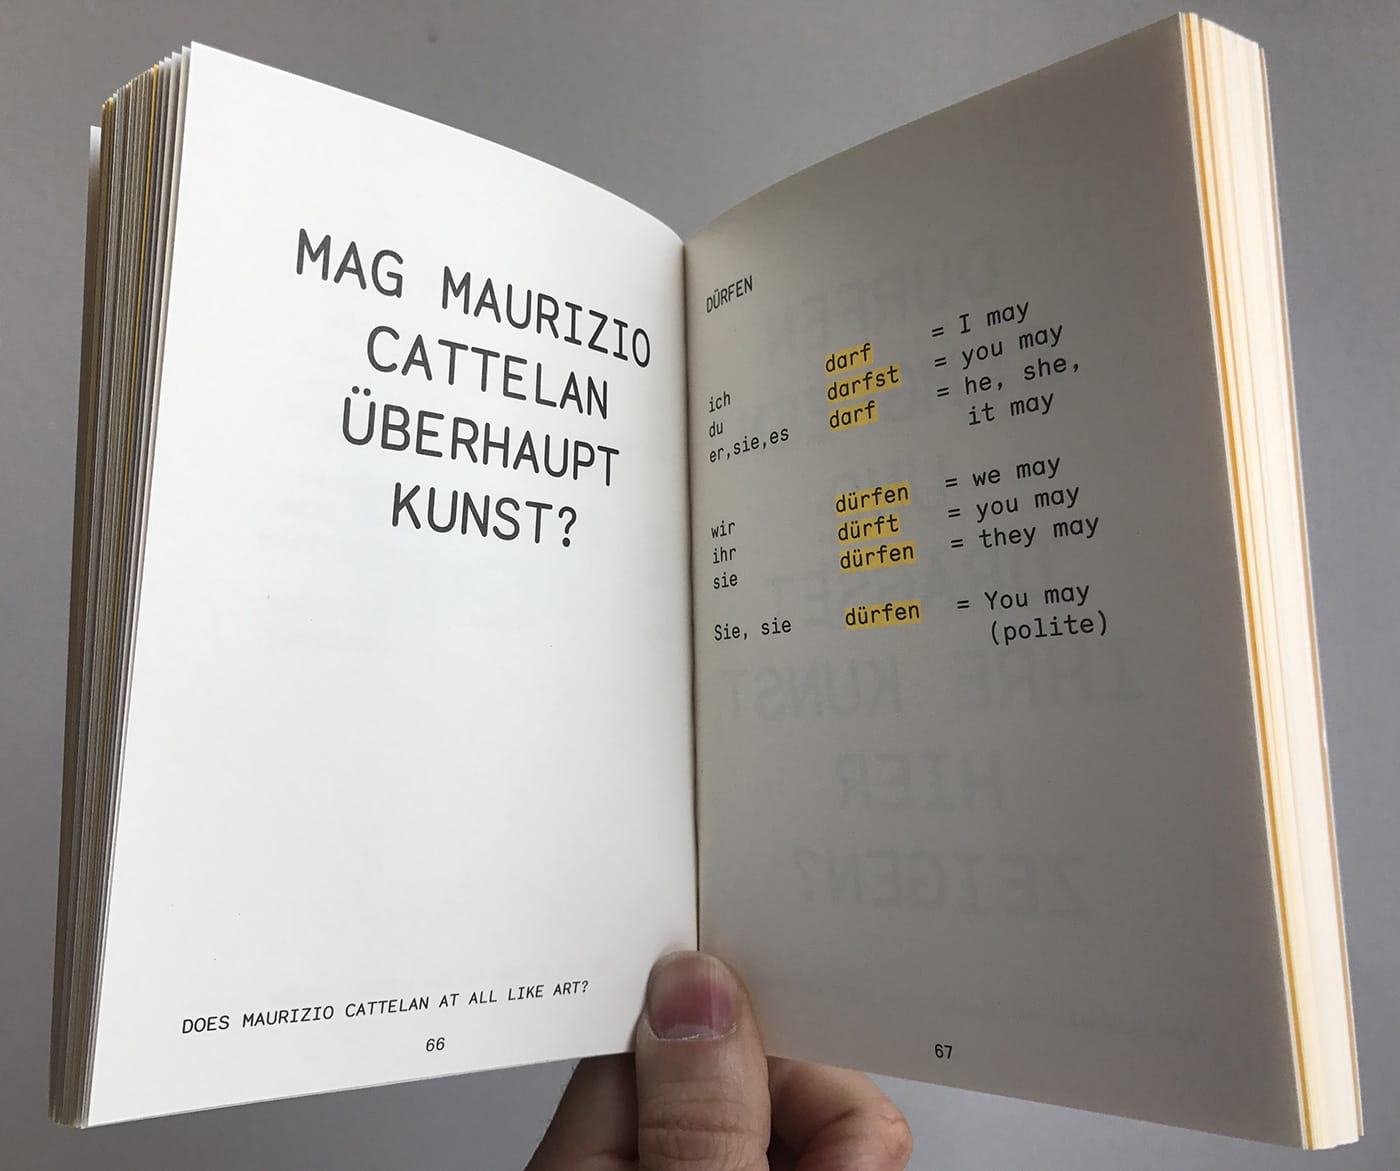 MAG MAURIZIO
CATTELAN
ÜBERHAUPT
KUNST?
DOES MAURIZIO CATTELAN AT ALL LIKE ART?
66
DÜRFEN
ich darf = I may
du darfst = you may
er,sie,es darf = he, she,
it may
wir dürfen = we may
ihr dürft = you may
sie dürfen = they may
Sie, sie dürfen = You may
(polite)
67